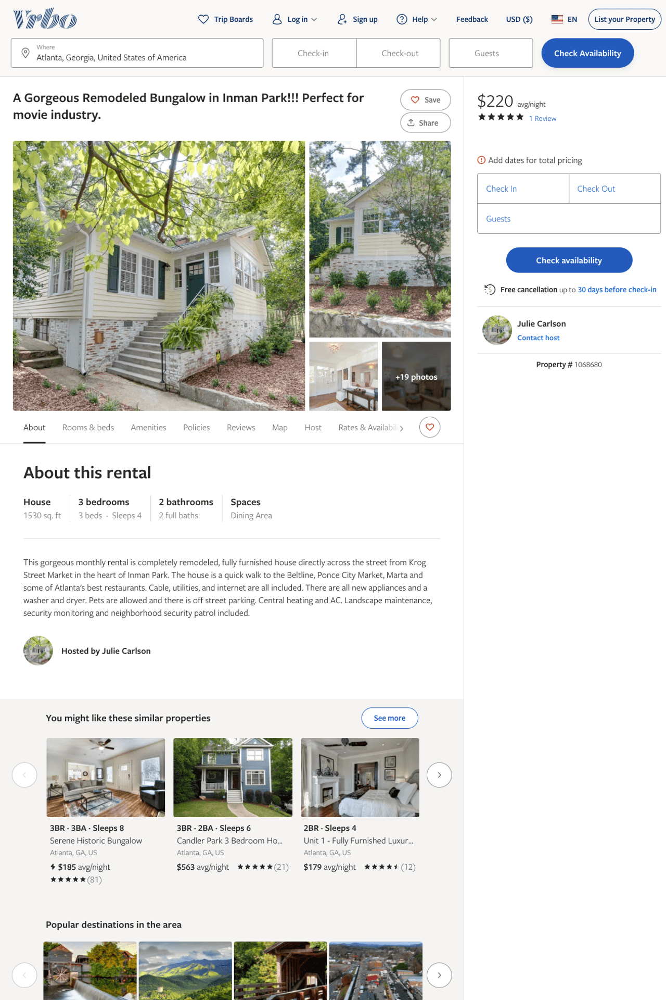 Vrbo
Trip Boards
Log in
Sign up
Help
Feedback
USD ($)
EN
List your Property
Where
Atlanta, Georgia, United States of America
Check-in
Check-out
Guests
Check Availability
A Gorgeous Remodeled Bungalow in Inman Park!!! Perfect for
movie industry.
Save
Share
$220 avg/night
1 Review
Add dates for total pricing
Check In
Check Out
Guests
Check availability
Free cancellation up to 30 days before check-in
Julie Carlson
Contact host
Property # 1068680
+19 photos
About
Rooms & beds
Amenities
Policies
Reviews
Map
Host
Rates & Availabili
About this rental
House
3 bedrooms
2 bathrooms
Spaces
1530 sq. ft
3 beds · Sleeps 4
2 full baths
Dining Area
This gorgeous monthly rental is completely remodeled, fully furnished house directly across the street from Krog
Street Market in the heart of Inman Park. The house is a quick walk to the Beltline, Ponce City Market, Marta and
some of Atlanta's best restaurants. Cable, utilities, and internet are all included. There are all new appliances and a
washer and dryer. Pets are allowed and there is off street parking. Central heating and AC. Landscape maintenance,
security monitoring and neighborhood security patrol included.
Hosted by Julie Carlson
You might like these similar properties
See more
3BR · 3BA · Sleeps 8
Serene Historic Bungalow
Atlanta, GA, US
$185 avg/night
(81)
3BR · 2BA · Sleeps 6
Candler Park 3 Bedroom Ho...
Atlanta, GA, US
$563 avg/night
(21)
2BR · Sleeps 4
Unit 1 - Fully Furnished Luxur...
Atlanta, GA, US
$179 avg/night
(12)
Popular destinations in the area